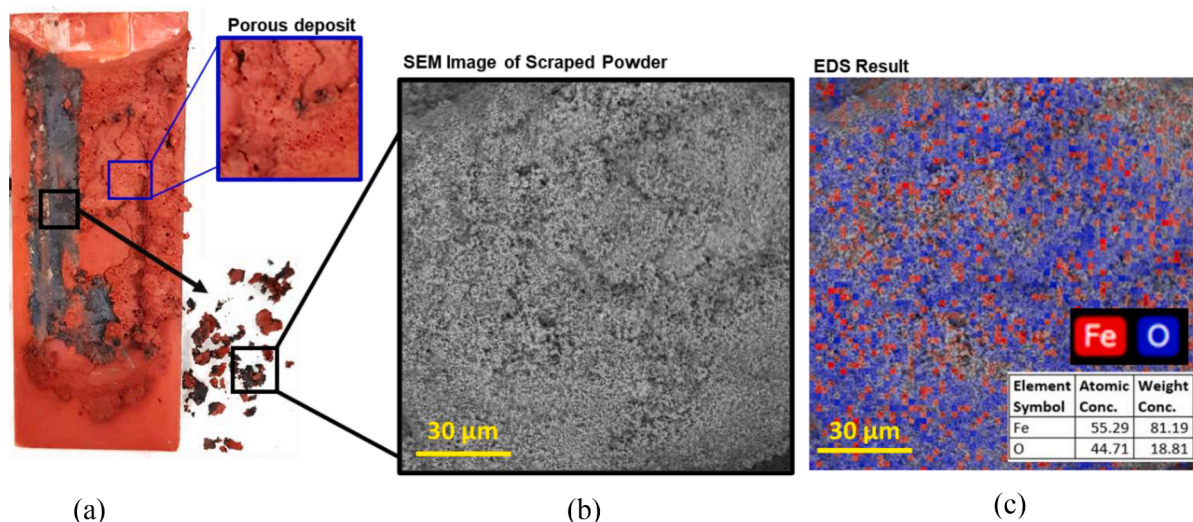 Porous deposit
SEM Image of Scraped Powder
EDS Result
Fe O
Element Symbol Atomic Conc. Weight Conc.
Fe 55.29 81.19
O 44.71 18.81
30 µm
30 µm
(a)
(b)
(c)